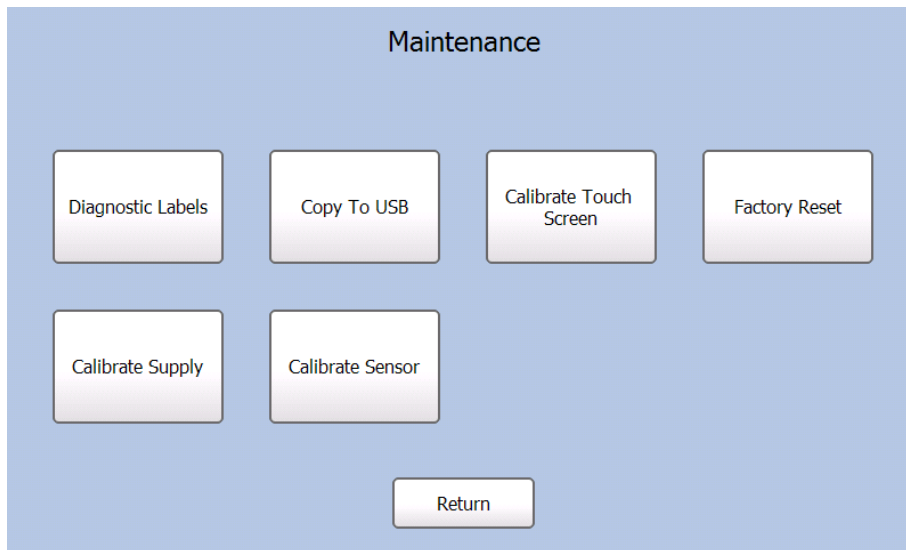 Maintenance
Diagnostic Labels
Copy To USB
Calibrate Touch
Screen
Factory Reset
Calibrate Supply
Calibrate Sensor
Return